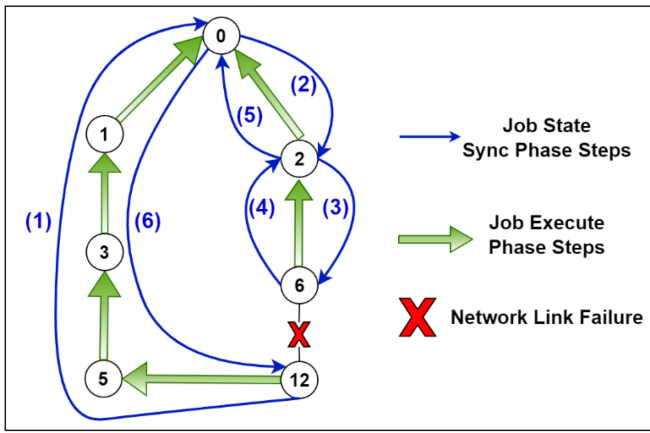 0
(2)
(5)
1
2
Job State
Sync Phase Steps
(1)
(6)
(4)
(3)
Job Execute
Phase Steps
3
6
X
Network Link Failure
X
5
12